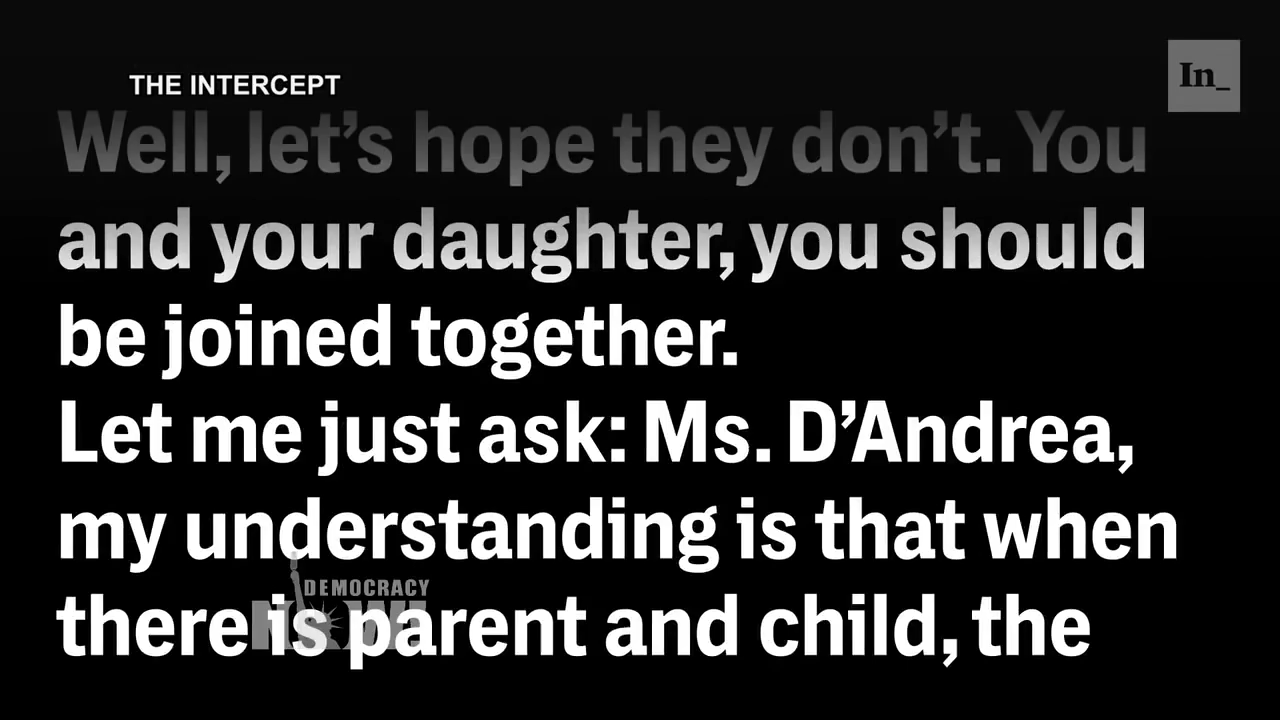 THE INTERCEPT
In_
Well, let’s hope they don’t. You
and your daughter, you should
be joined together.
Let me just ask: Ms. D’Andrea,
my understanding is that when
there is parent and child, the
DEMOCRACY
NOW!